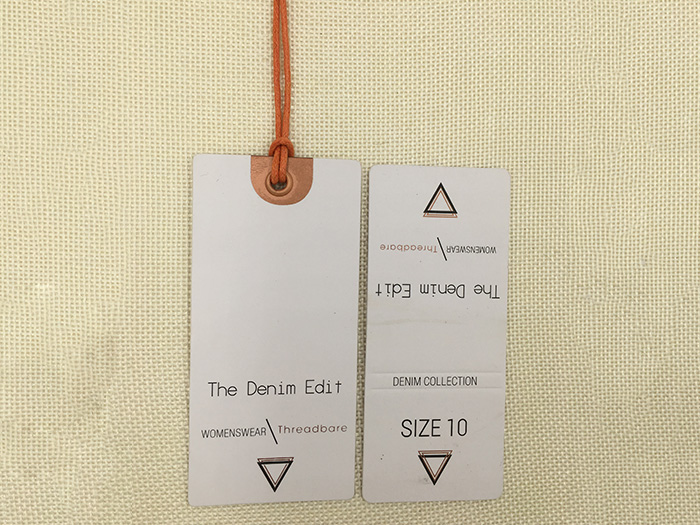 The Denim Edit
WOMENSWEAR\Threadbare
WOMENSWEAR\Threadbare
The Denim Edit
DENIM COLLECTION
SIZE 10